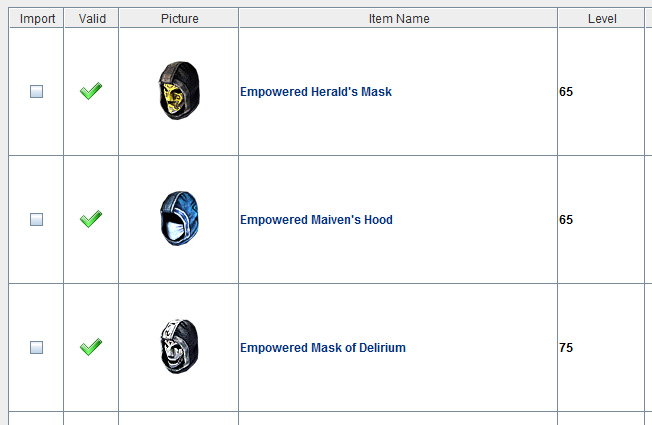 Import Valid Picture Item Name Level
Empowered Herald's Mask 65
Empowered Maiven's Hood 65
Empowered Mask of Delirium 75